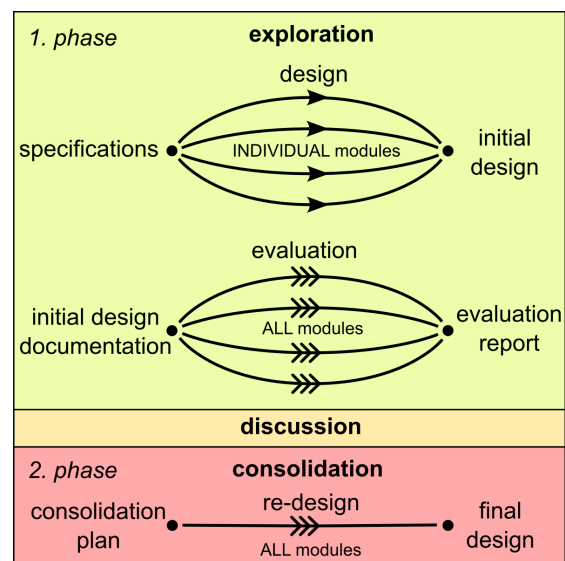 1. phase
exploration
design
specifications
INDIVIDUAL modules
initial
design
evaluation
initial design
documentation
ALL modules
evaluation
report
discussion
2. phase
consolidation
consolidation
plan
re-design
ALL modules
final
design